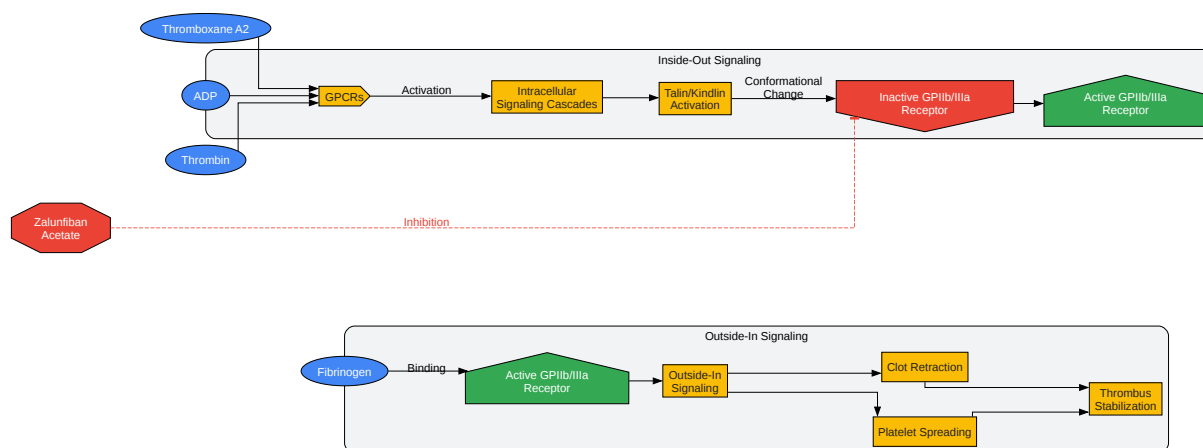 Thromboxane A2
Inside-Out Signaling
ADP
GPCRs
Activation
Intracellular
Signaling Cascades
Talin/Kindlin
Activation
Conformational
Change
Inactive GPIIb/IIIa
Receptor
Active GPIIb/IIIa
Receptor
Thrombin
Zalunfiban
Acetate
Inhibition
Outside-In Signaling
Fibrinogen
Binding
Active GPIIb/IIIa
Receptor
Outside-In
Signaling
Clot Retraction
Platelet Spreading
Thrombus
Stabilization